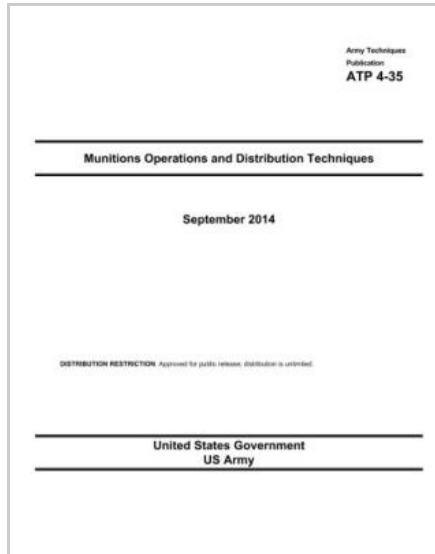 Army Techniques
Publication
ATP 4-35
Munitions Operations and Distribution Techniques
September 2014
DISTRIBUTION RESTRICTION: Approved for public release; distribution is unlimited.
United States Government
US Army